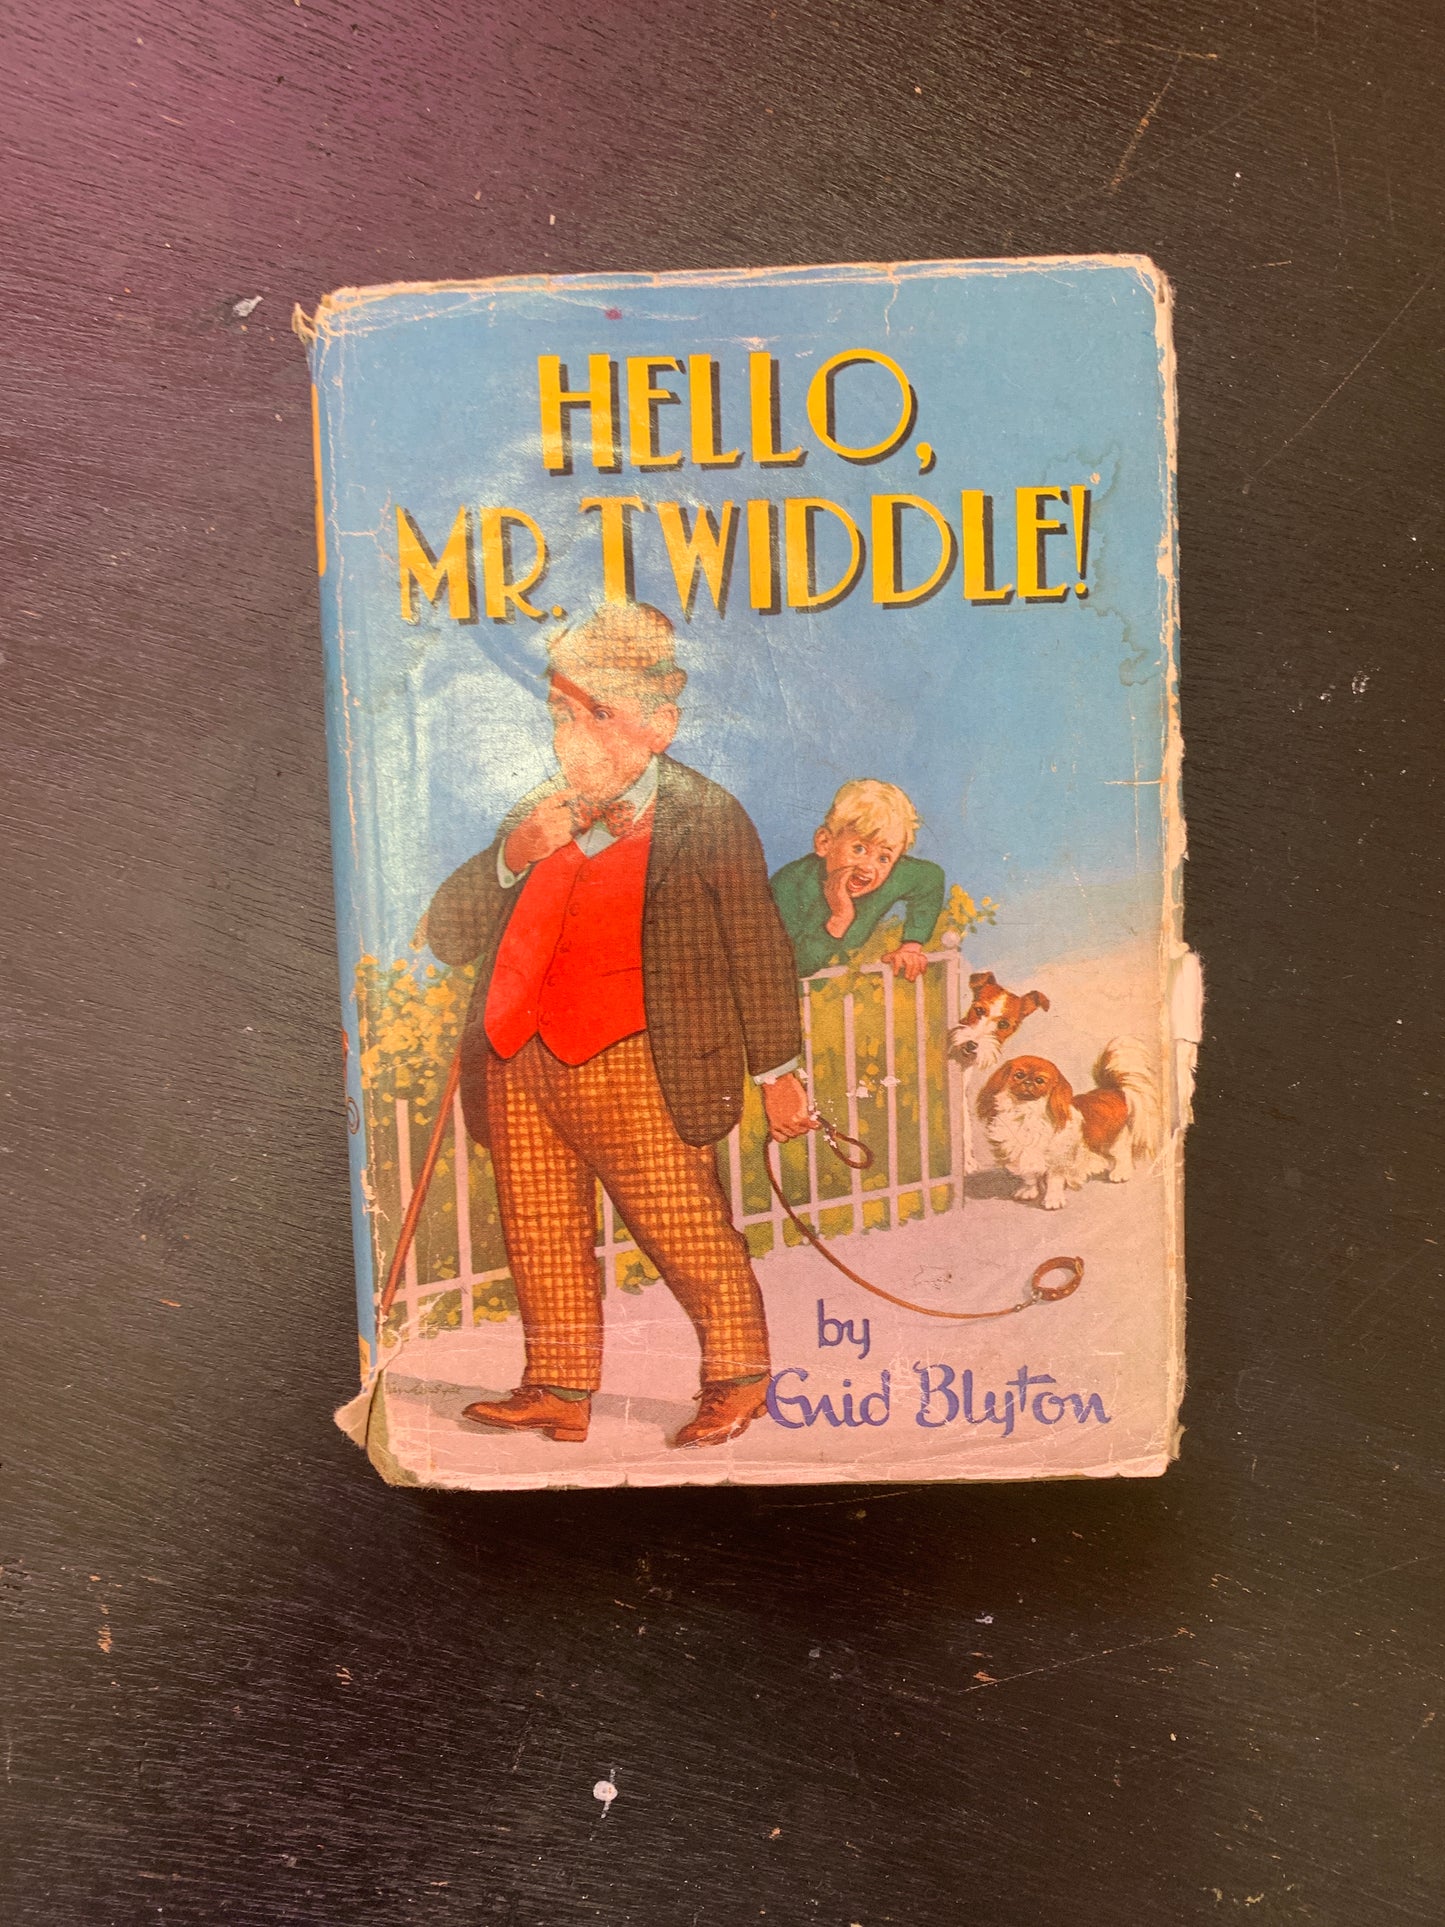 HELLO,
MR. TWIDDLE!
by
Enid Blyton